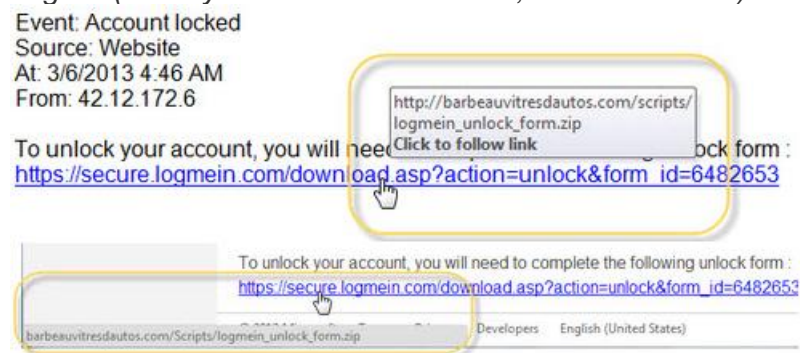 Event: Account locked
Source: Website
At: 3/6/2013 4:46 AM
From: 42.12.172.6
http://barbeauvitresdautos.com/scripts/
logmein_unlock_form.zip
Click to follow link
To unlock your account, you will need form :
https://secure.logmein.com/download.asp?action=unlock&form_id=6482653
To unlock your account, you will need to complete the following unlock form :
https://secure.logmein.com/download.asp?action=unlock&form_id=6482653
Developers English (United States)
barbeauvitresdautos.com/Scripts/logmein_unlock_form.zip